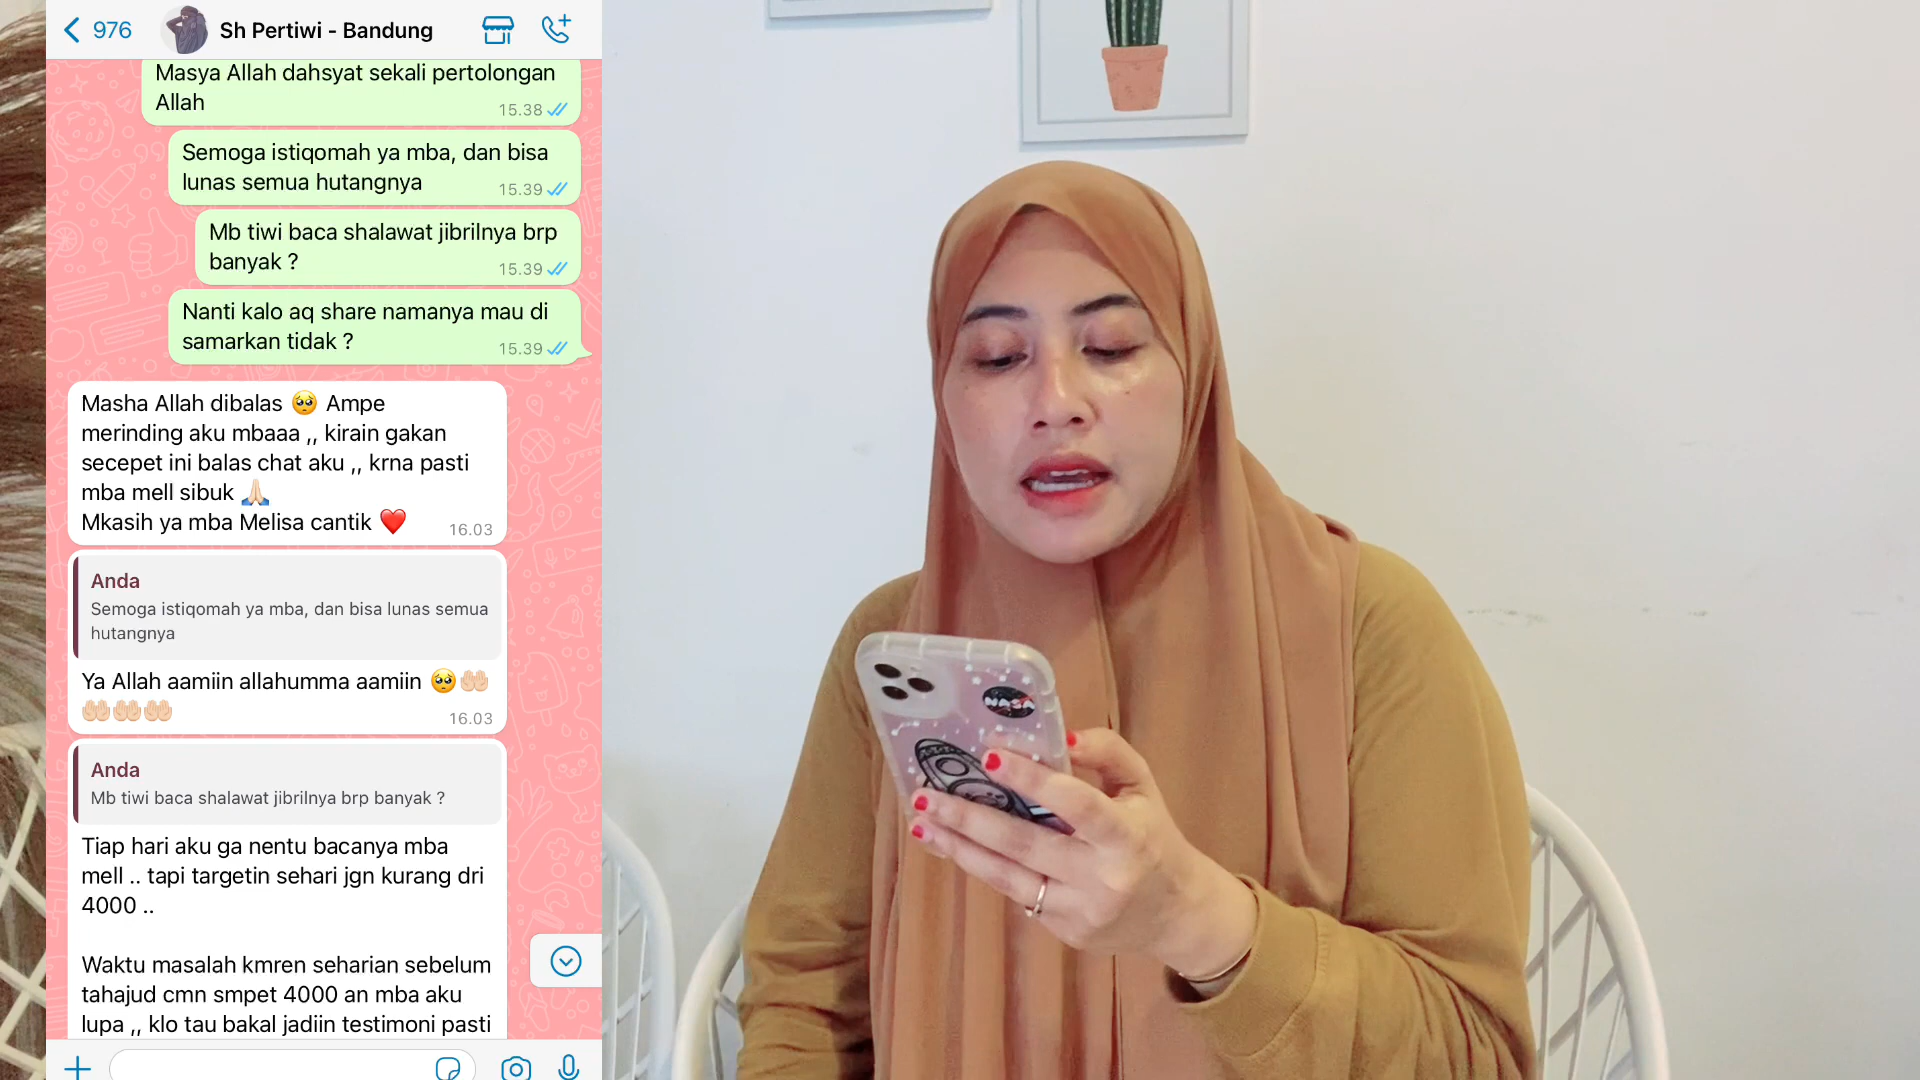 976
Sh Pertiwi - Bandung
Masya Allah dahsyat sekali pertolongan
Allah
15.38
Semoga istiqomah ya mba, dan bisa
lunas semua hutangnya
15.39
Mb tiwi baca shalawat jibrilnya brp
banyak ?
15.39
Nanti kalo aq share namanya mau di
samarkan tidak ?
15.39
Masha Allah dibalas 🥺 Ampe
merinding aku mbaaa ,, kirain gakan
secepet ini balas chat aku ,, krna pasti
mba mell sibuk 🙏🏻
Mkasih ya mba Melisa cantik ❤️
16.03
Anda
Semoga istiqomah ya mba, dan bisa lunas semua
hutangnya
Ya Allah aamiin allahumma aamiin 🥺🤲🏻
🤲🏻🤲🏻🤲🏻
16.03
Anda
Mb tiwi baca shalawat jibrilnya brp banyak ?
Tiap hari aku ga nentu bacanya mba
mell .. tapi targetin sehari jgn kurang dri
4000 ..
Waktu masalah kmren seharian sebelum
tahajud cmn smpet 4000 an mba aku
lupa ,, klo tau bakal jadiin testimoni pasti